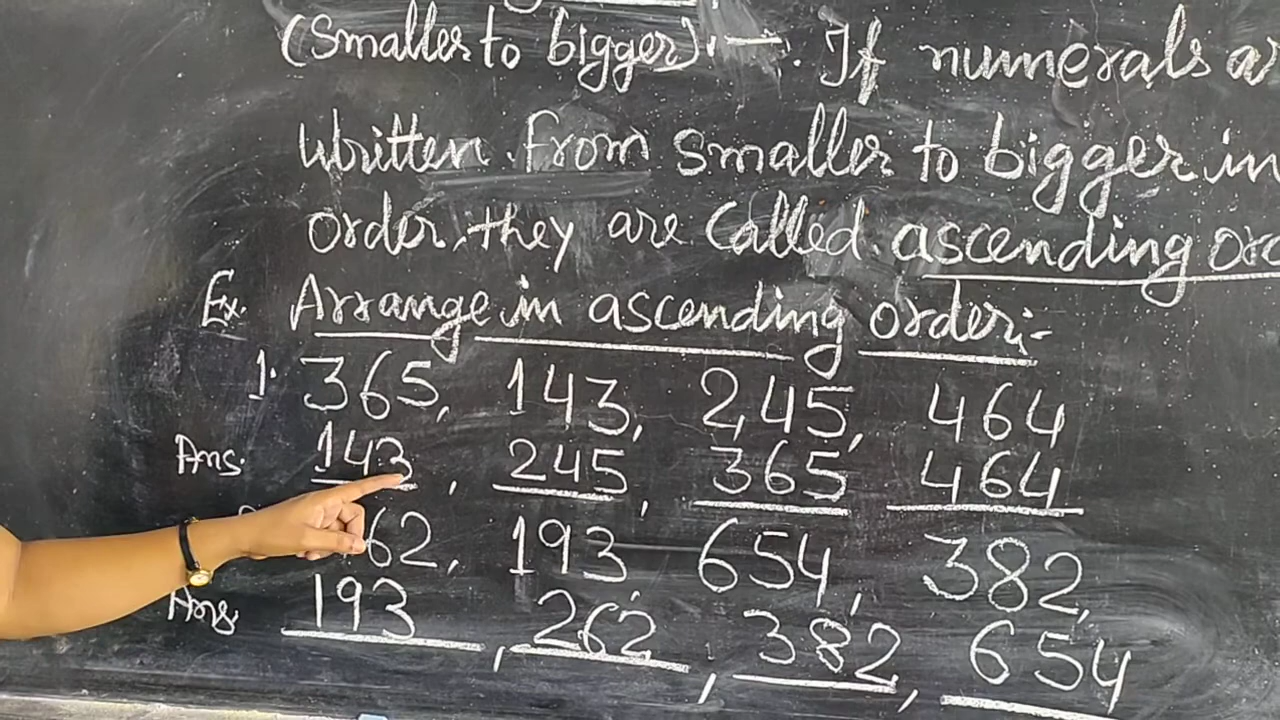 (Smaller to bigger) :— If numerals ar
written from smaller to bigger in
order, they are called ascending ord
Ex. Arrange in ascending order:-
1. 365, 143, 245, 464
Ans. 143, 245, 365, 464
62, 193, 654, 382,
Ans 193, 262, 382, 654